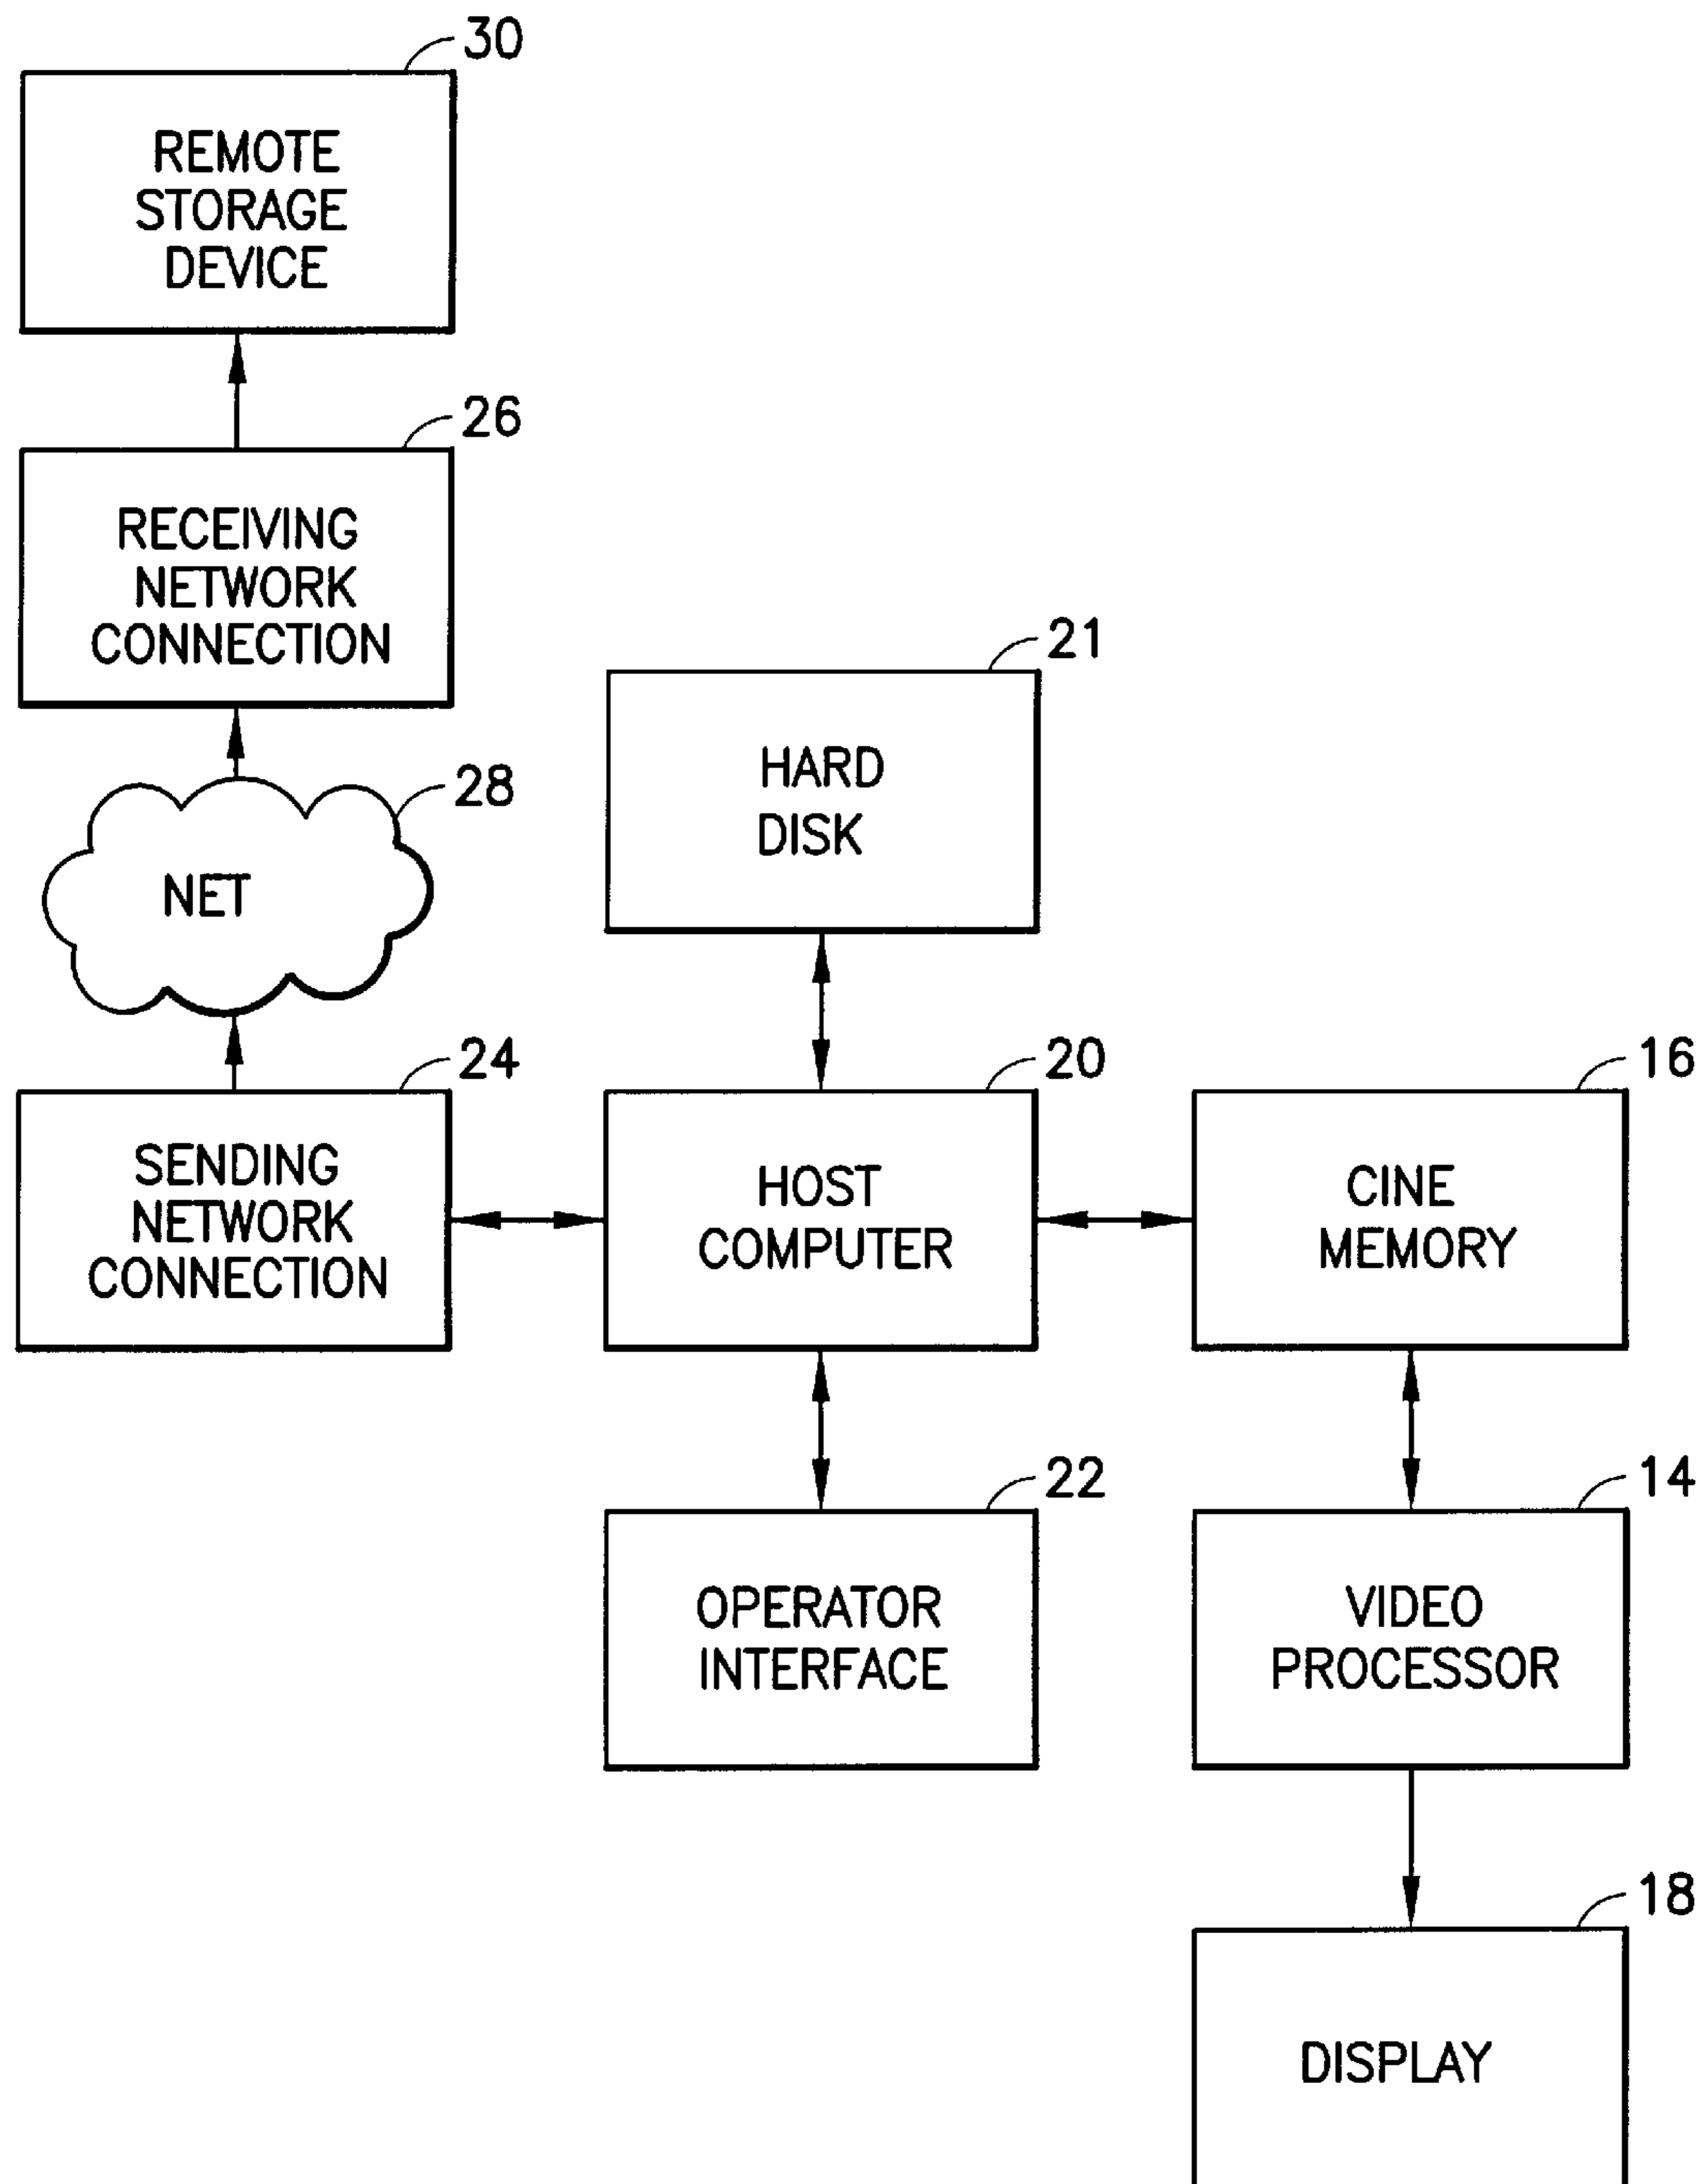 30
REMOTE
STORAGE
DEVICE
26
RECEIVING
NETWORK
CONNECTION
21
HARD
DISK
28
NET
24
SENDING
NETWORK
CONNECTION
20
HOST
COMPUTER
16
CINE
MEMORY
22
OPERATOR
INTERFACE
14
VIDEO
PROCESSOR
18
DISPLAY